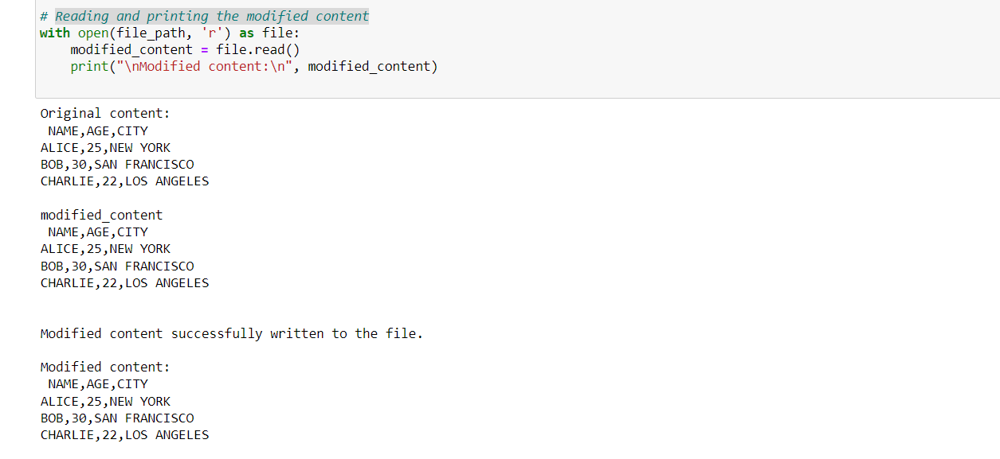 # Reading and printing the modified content
with open(file_path, 'r') as file:
    modified_content = file.read()
    print("\nModified content:\n", modified_content)
Original content:
 NAME,AGE,CITY
ALICE,25,NEW YORK
BOB,30,SAN FRANCISCO
CHARLIE,22,LOS ANGELES
modified_content
 NAME,AGE,CITY
ALICE,25,NEW YORK
BOB,30,SAN FRANCISCO
CHARLIE,22,LOS ANGELES
Modified content successfully written to the file.
Modified content:
 NAME,AGE,CITY
ALICE,25,NEW YORK
BOB,30,SAN FRANCISCO
CHARLIE,22,LOS ANGELES